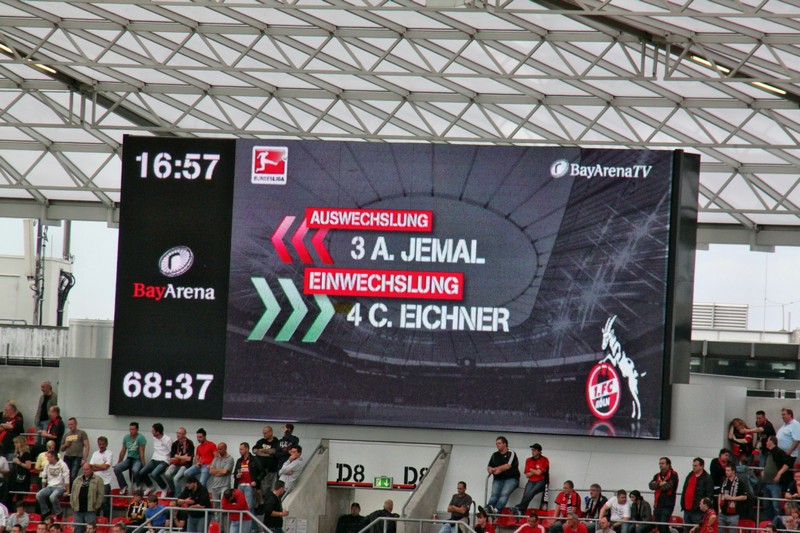 16:57
BUNDESLIGA
BayArenaTV
AUSWECHSLUNG
3 A. JEMAL
EINWECHSLUNG
4 C. EICHNER
BayArena
68:37
1.FC
KÖLN
D8
D8